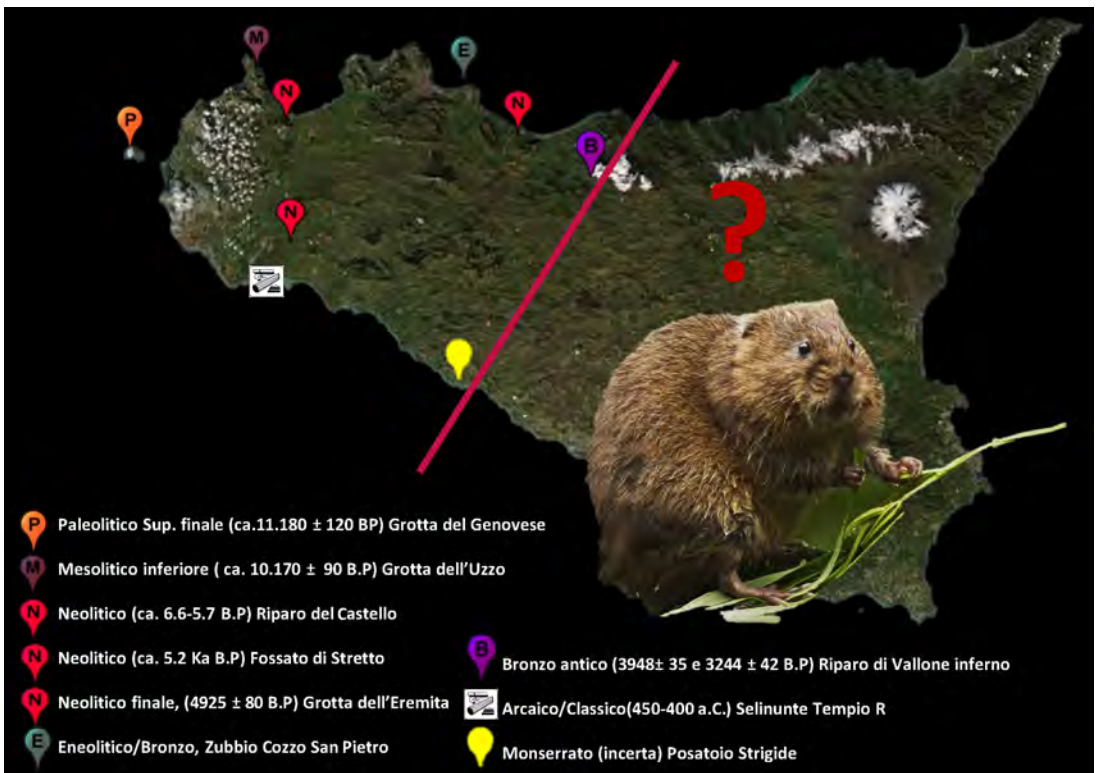 M
E
N
P
N
B
?
N
P Paleolitico Sup. finale (ca.11.180 ± 120 BP) Grotta del Genovese
M Mesolitico inferiore ( ca. 10.170 ± 90 B.P) Grotta dell'Uzzo
N Neolitico (ca. 6.6-5.7 B.P) Riparo del Castello
N Neolitico (ca. 5.2 Ka B.P) Fossato di Stretto
N Neolitico finale, (4925 ± 80 B.P) Grotta dell'Eremita
E Eneolitico/Bronzo, Zubbio Cozzo San Pietro
B Bronzo antico (3948± 35 e 3244 ± 42 B.P) Riparo di Vallone inferno
Arcaico/Classico(450-400 a.C.) Selinunte Tempio R
Monserrato (incerta) Posatoio Strigide